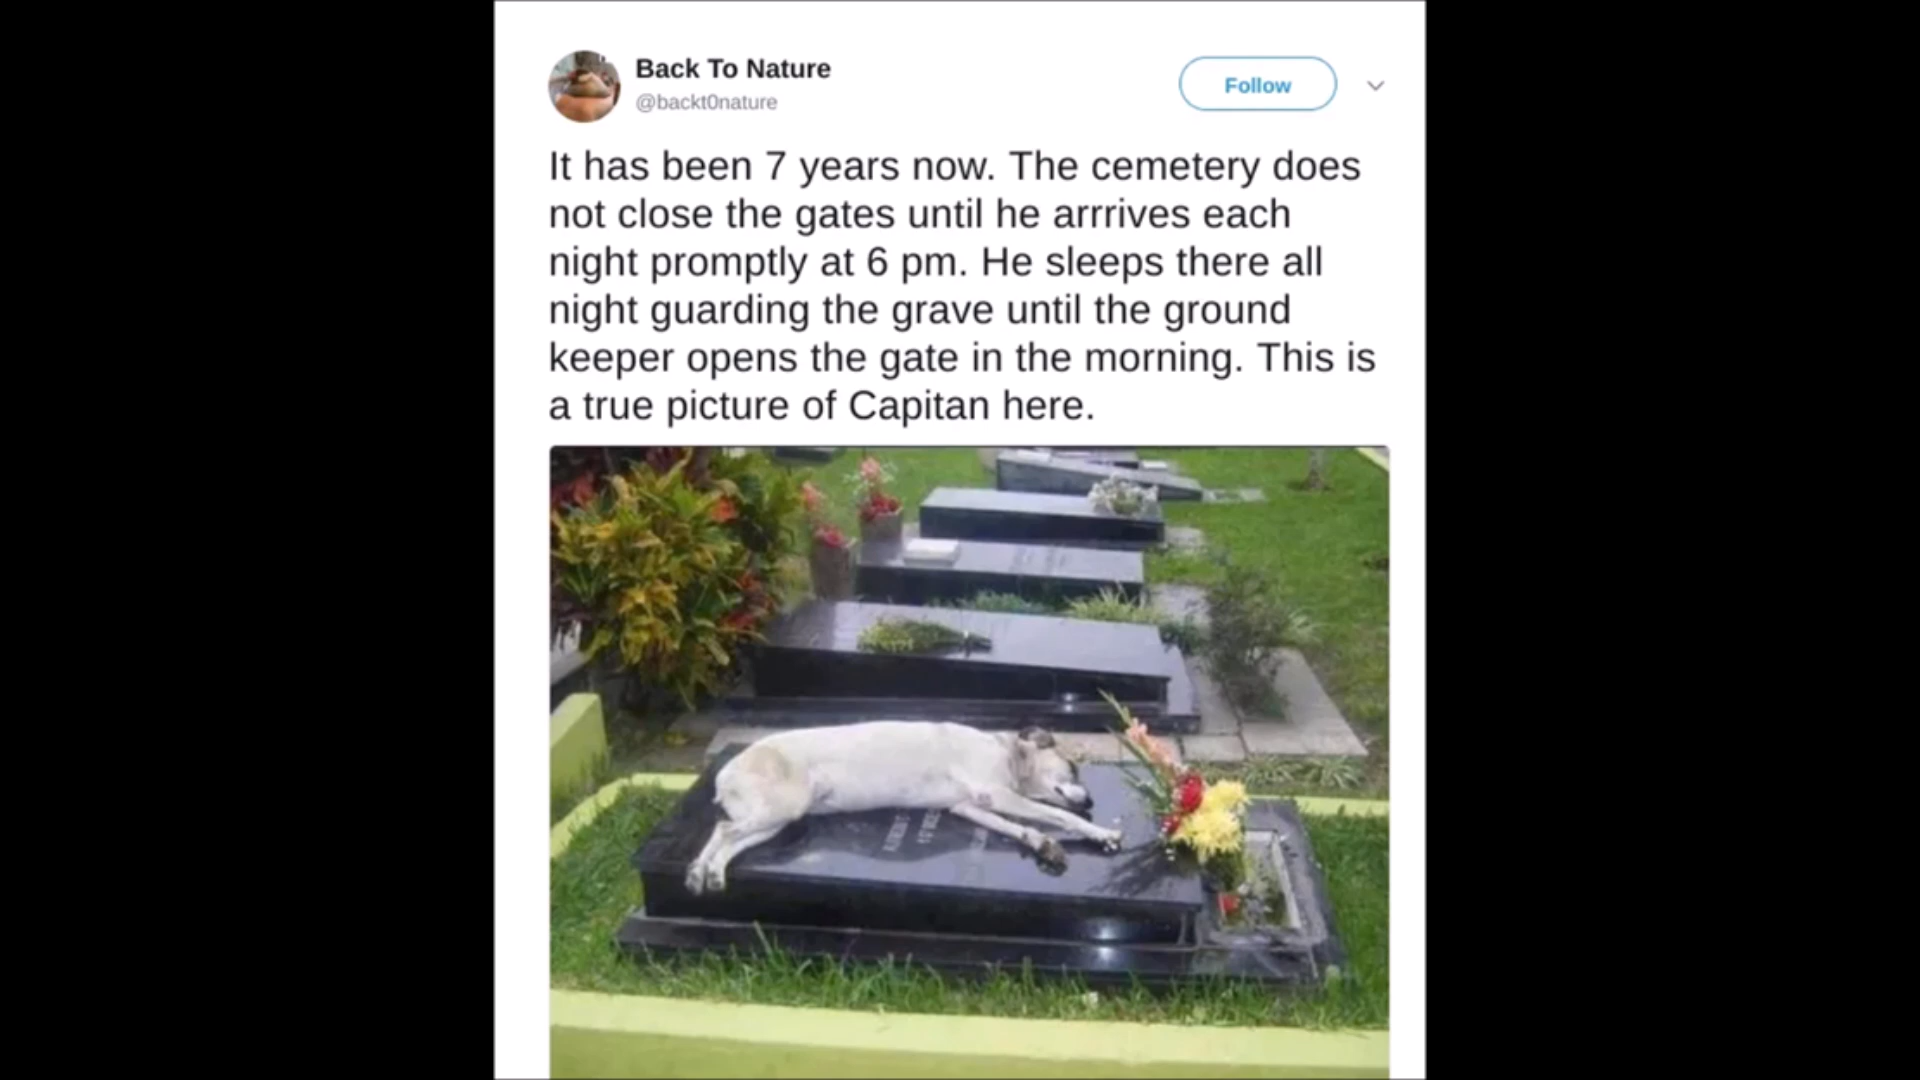 Back To Nature
@backt0nature
Follow
It has been 7 years now. The cemetery does
not close the gates until he arrrives each
night promptly at 6 pm. He sleeps there all
night guarding the grave until the ground
keeper opens the gate in the morning. This is
a true picture of Capitan here.